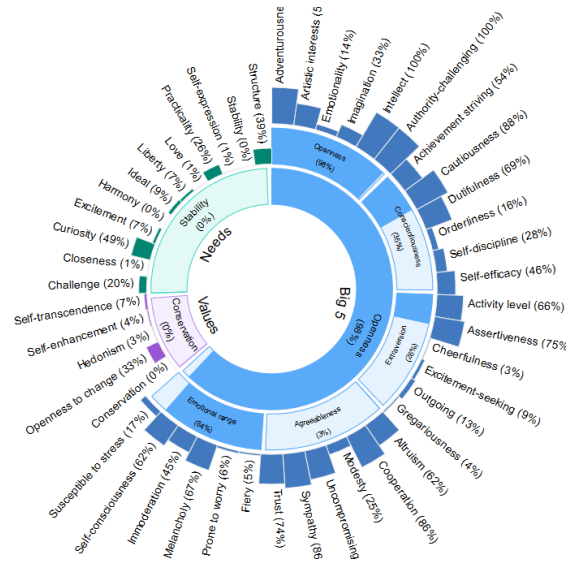 Adventurousne
Artistic interests (5
Emotionality (14%)
Imagination (33%)
Intellect (100%)
Authority-challenging (100%)
Achievement striving (54%)
Cautiousness (88%)
Dutifulness (69%)
Orderliness (18%)
Self-discipline (28%)
Self-efficacy (46%)
Activity level (66%)
Assertiveness (75%
Cheerfulness (3%)
Excitement-seeking (9%)
Outgoing (13%)
Gregariousness (4%)
Altruism (62%)
Cooperation (86%)
Modesty (25%)
Uncompromising
Sympathy (86
Trust (74%)
Fiery (5%)
Prone to worry (6%)
Melancholy (67%)
Immoderation (45%)
Self-consciousness (62%)
Susceptible to stress (17%)
Conservation (0%)
Openness to change (33%)
Hedonism (3%)
Self-enhancement (4%)
Self-transcendence (7%)
Challenge (20%)
Closeness (1%)
Curiosity (49%)
Excitement (7%)
Harmony (0%)
Ideal (9%)
Liberty (7%)
Love (1%)
Practicality (26%)
Self-expression (1%)
Stability (0%)
Structure (39%)
Openness
(98%)
Conscientiousness
(35%)
Extraversion
Agreeableness
(3%)
Emotional range
Conservation
(0%)
Stability
(0%)
Openness
(98%)
Big 5
Values
Needs